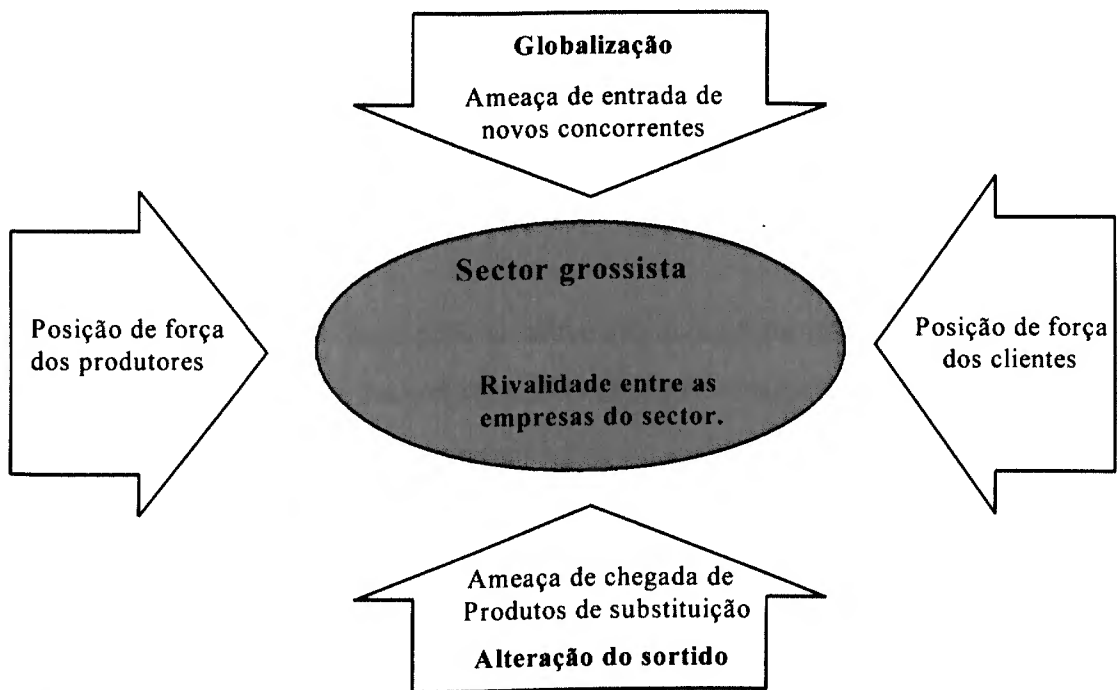 Globalização
Ameaça de entrada de
novos concorrentes
Sector grossista
Posição de força
dos produtores
Posição de força
dos clientes
Rivalidade entre as
empresas do sector.
Ameaça de chegada de
Produtos de substituição
Alteração do sortido